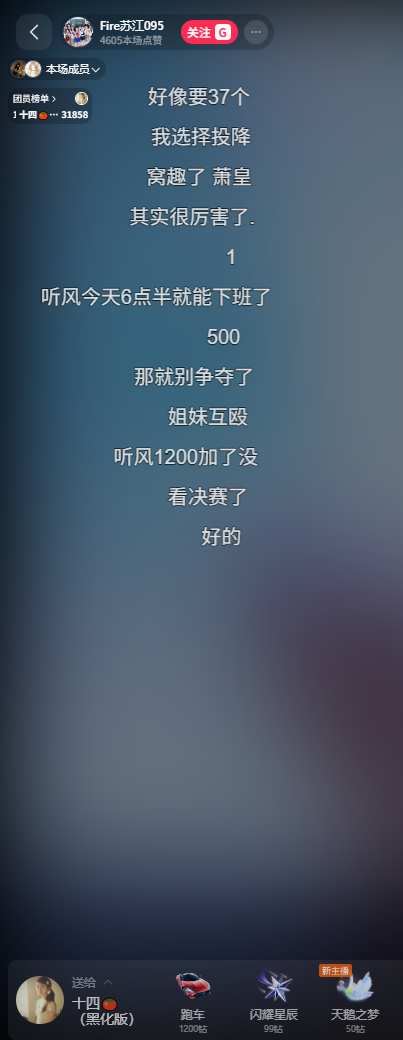 Fire苏江095
4605本场点赞
关注 G
本场成员
团员榜单
1 十四🍅… 31858
好像要37个
我选择投降
窝趣了 萧皇
其实很厉害了.
1
听风今天6点半就能下班了
500
那就别争夺了
姐妹互殴
听风1200加了没
看决赛了
好的
送给
十四🍅
（黑化版）
跑车
1200钻
闪耀星辰
99钻
新主播
天鹅之梦
50钻